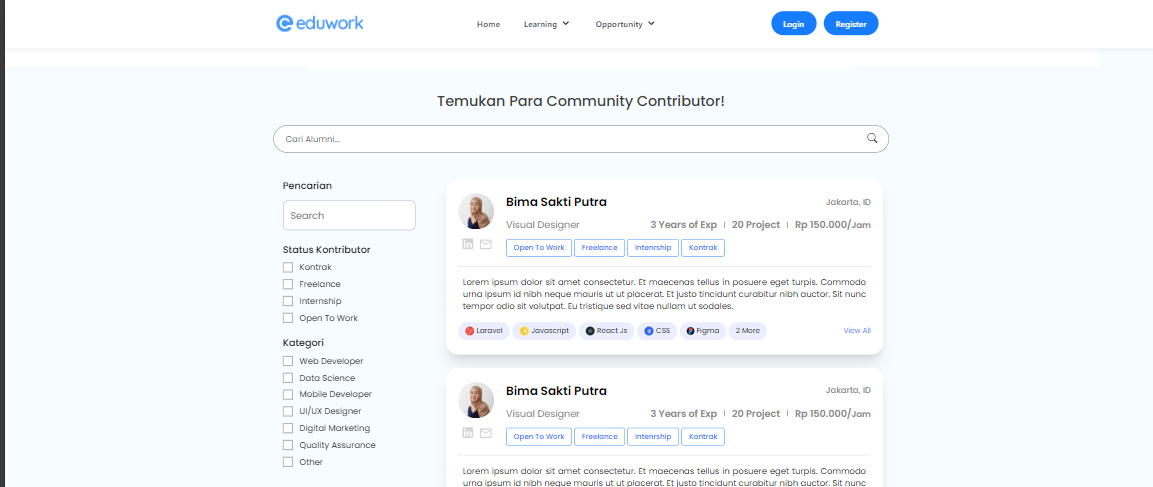 eduwork
Home Learning Opportunity Login Register
Temukan Para Community Contributor!
Cari Alumni...
Pencarian
Search
Status Kontributor
Kontrak
Freelance
Internship
Open To Work
Kategori
Web Developer
Data Science
Mobile Developer
UI/UX Designer
Digital Marketing
Quality Assurance
Other
Bima Sakti Putra Jakarta, ID
Visual Designer 3 Years of Exp | 20 Project | Rp 150.000/Jam
Open To Work Freelance Intenrship Kontrak
Lorem ipsum dolor sit amet consectetur. Et maecenas tellus in posuere eget turpis. Commodo
urna ipsum id nibh neque mauris ut ut placerat. Et justo tincidunt curabitur nibh auctor. Sit nunc
tempor odio sit volutpat. Eu tristique sed vitae nullam ut sodales.
Laravel Javascript React Js CSS Figma 2 More View All
Bima Sakti Putra Jakarta, ID
Visual Designer 3 Years of Exp | 20 Project | Rp 150.000/Jam
Open To Work Freelance Intenrship Kontrak
Lorem ipsum dolor sit amet consectetur. Et maecenas tellus in posuere eget turpis. Commodo
urna ipsum id nibh neque mauris ut ut placerat. Et justo tincidunt curabitur nibh auctor. Sit nunc